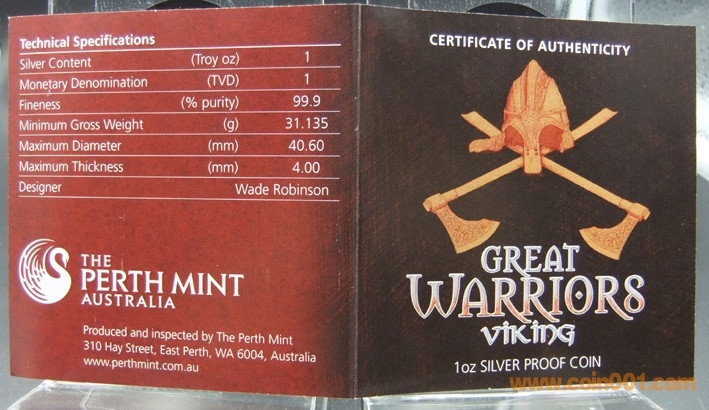 Technical Specifications
Silver Content (Troy oz) 1
Monetary Denomination (TVD) 1
Fineness (% purity) 99.9
Minimum Gross Weight (g) 31.135
Maximum Diameter (mm) 40.60
Maximum Thickness (mm) 4.00
Designer Wade Robinson
THE
PERTH MINT
AUSTRALIA
Produced and inspected by The Perth Mint
310 Hay Street, East Perth, WA 6004, Australia
www.perthmint.com.au
CERTIFICATE OF AUTHENTICITY
GREAT
WARRIORS
VIKING
1oz SILVER PROOF COIN
www.coin001.com